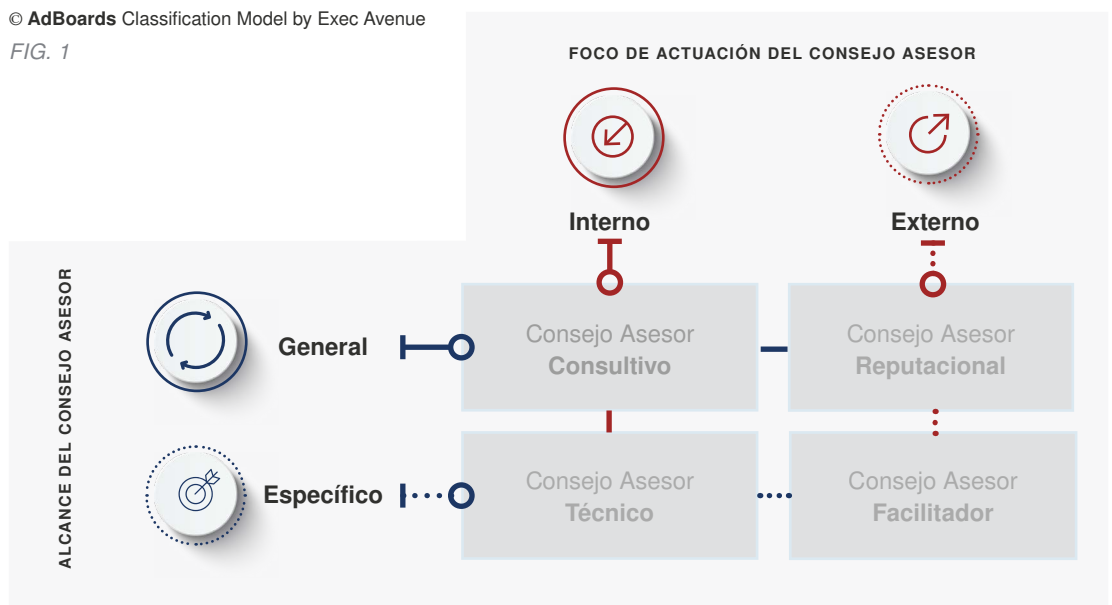 © AdBoards Classification Model by Exec Avenue
FIG. 1
FOCO DE ACTUACIÓN DEL CONSEJO ASESOR
Interno
Externo
ALCANCE DEL CONSEJO ASESOR
General
Consejo Asesor
Consultivo
Consejo Asesor
Reputacional
Específico
Consejo Asesor
Técnico
Consejo Asesor
Facilitador